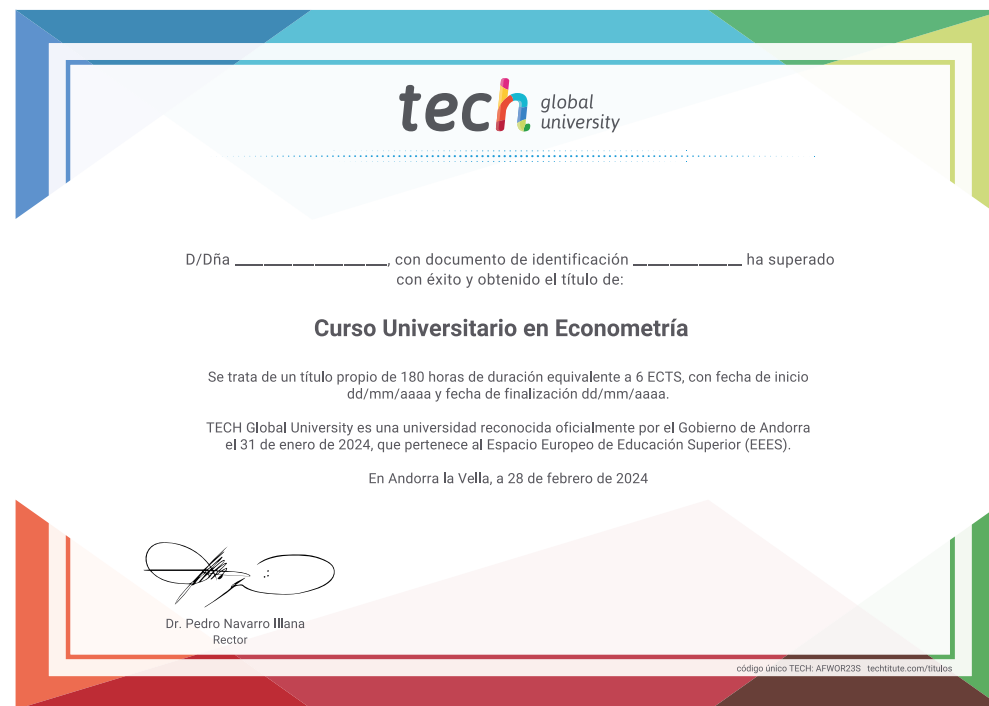 tech global university
D/Dña ______________________, con documento de identificación ________________ ha superado
con éxito y obtenido el título de:
Curso Universitario en Econometría
Se trata de un título propio de 180 horas de duración equivalente a 6 ECTS, con fecha de inicio
dd/mm/aaaa y fecha de finalización dd/mm/aaaa.
TECH Global University es una universidad reconocida oficialmente por el Gobierno de Andorra
el 31 de enero de 2024, que pertenece al Espacio Europeo de Educación Superior (EEES).
En Andorra la Vella, a 28 de febrero de 2024
Dr. Pedro Navarro Illana
Rector
código único TECH: AFWOR23S techtitute.com/titulos